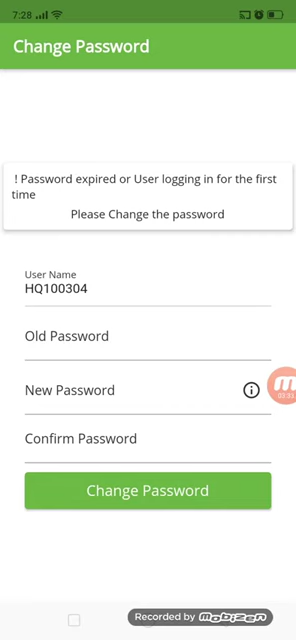 7:28
Change Password
! Password expired or User logging in for the first
time
Please Change the password
User Name
HQ100304
Old Password
New Password
Confirm Password
Change Password
Recorded by mobizen